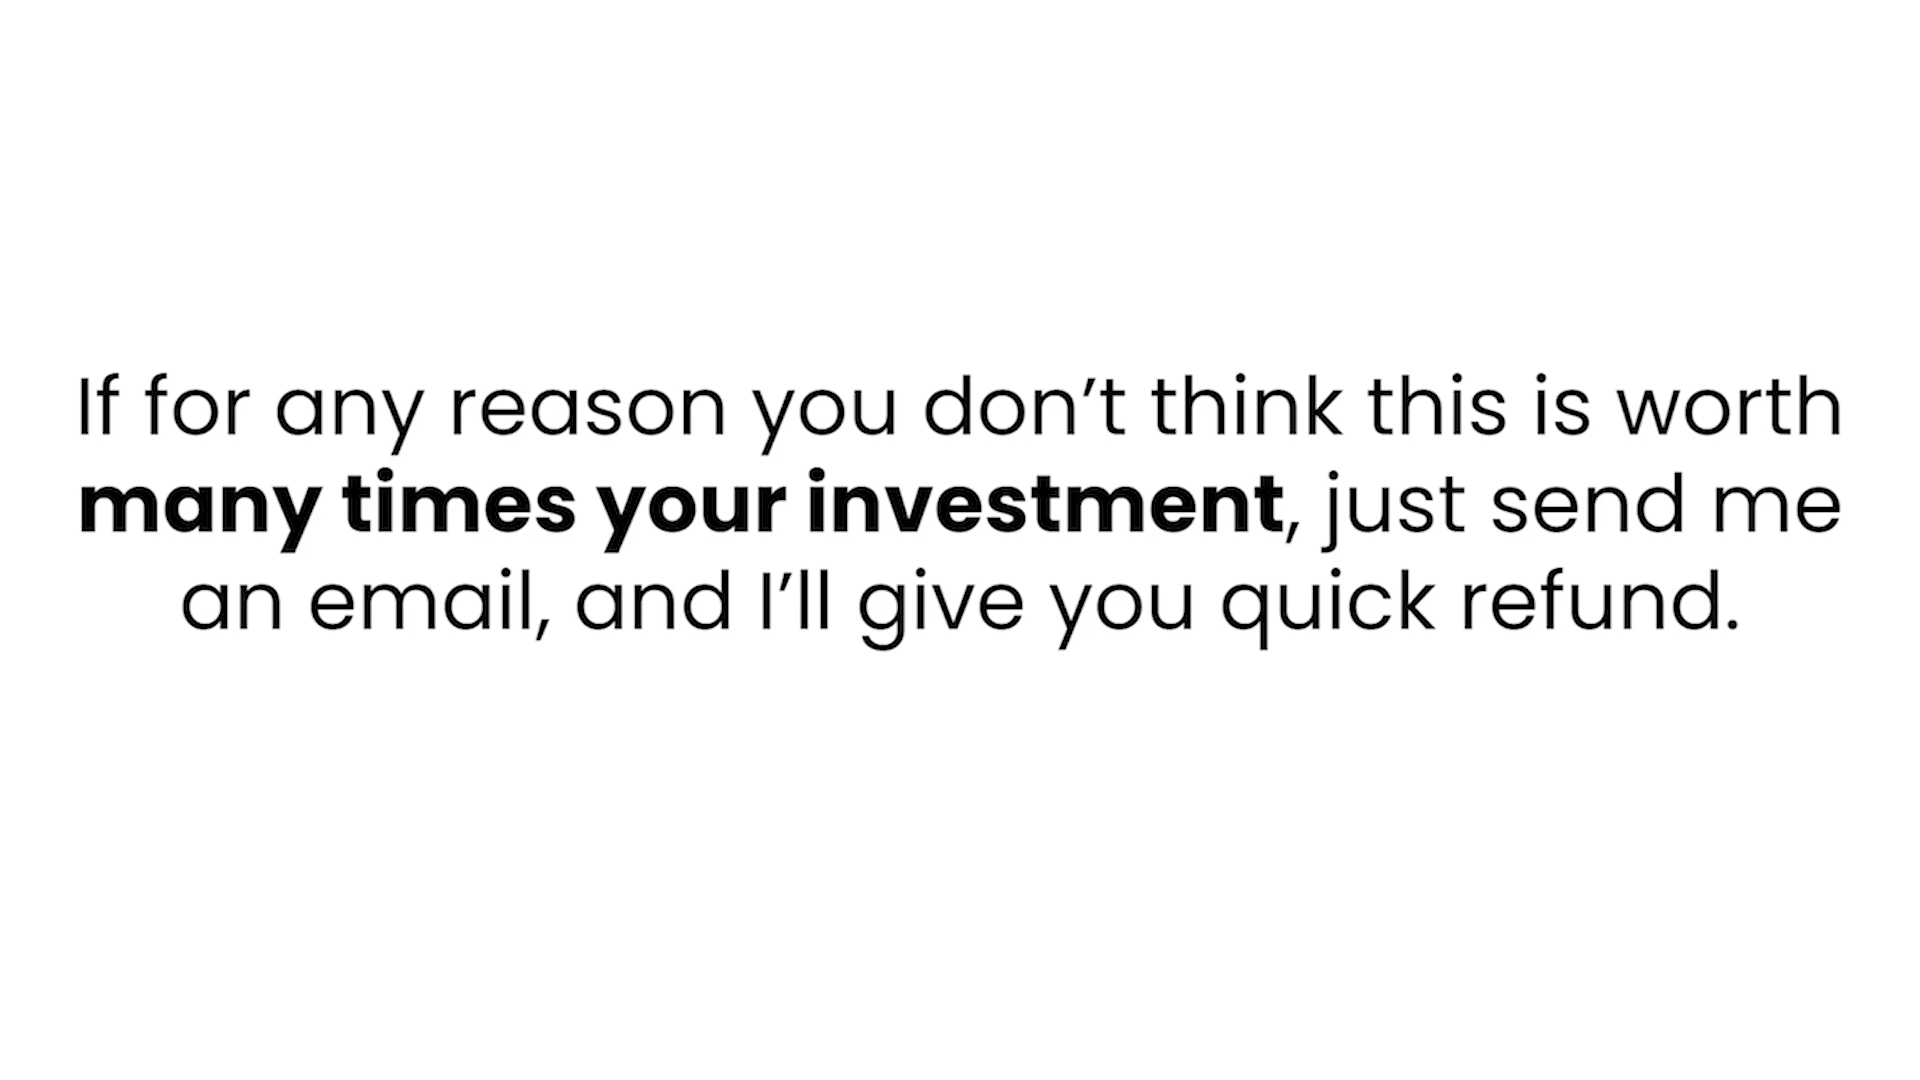 If for any reason you don’t think this is worth
many times your investment, just send me
an email, and I’ll give you quick refund.